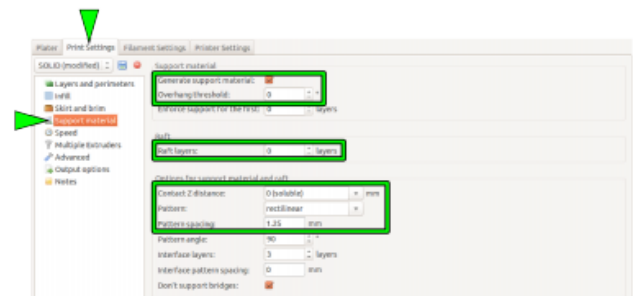 Plater Print Settings Filament Settings Printer Settings
SOLID (modified)
Support material
Layers and perimeters
Infill
Skirt and brim
Support material
Speed
Multiple Extruders
Advanced
Output options
Notes
Generate support material:
Overhang threshold: 0 °
Enforce support for the first: 0 layers
Raft
Raft layers: 0 layers
Options for support material and raft
Contact Z distance: 0 (soluble) mm
Pattern: rectilinear
Pattern spacing: 1.25 mm
Pattern angle: 90 °
Interface layers: 3 layers
Interface pattern spacing: 0 mm
Don't support bridges: